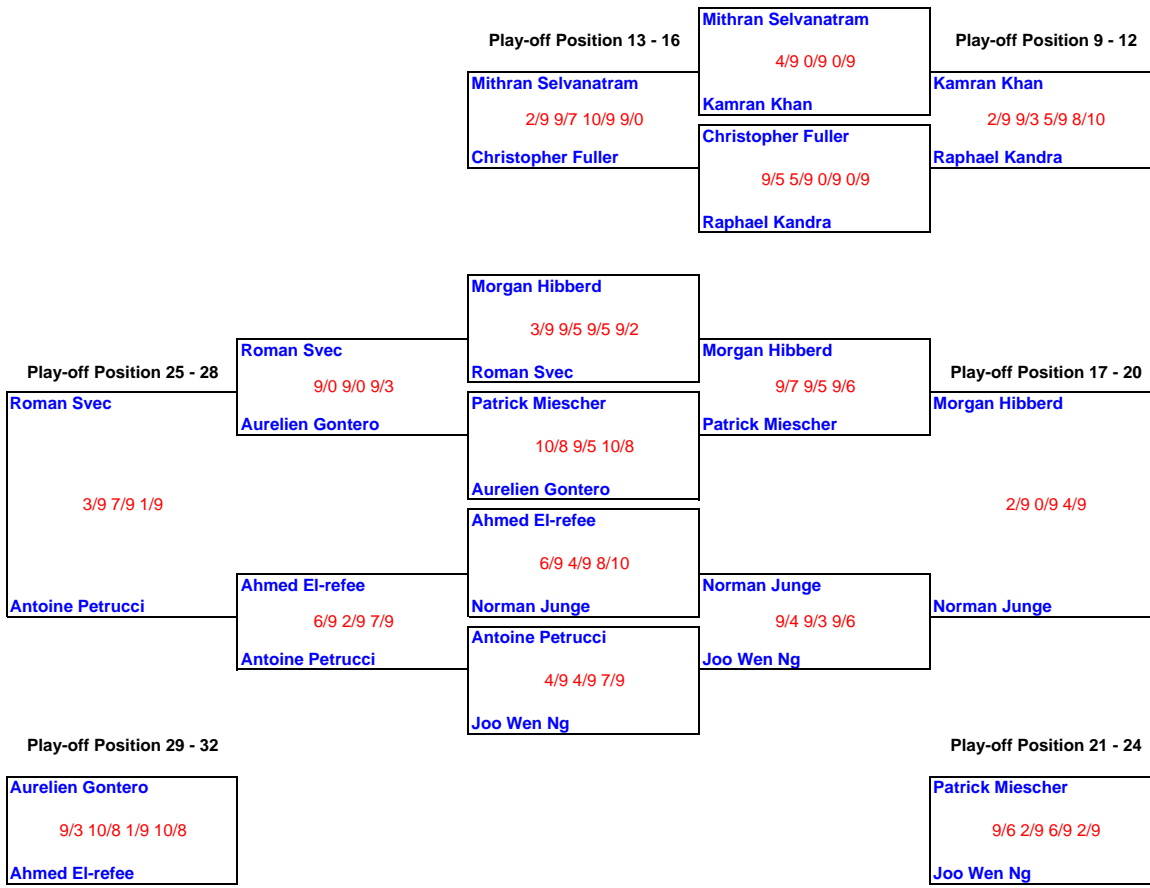 Mithran Selvanatram
Play-off Position 13 - 16
Play-off Position 9 - 12
4/9 0/9 0/9
Mithran Selvanatram
Kamran Khan
Kamran Khan
2/9 9/7 10/9 9/0
2/9 9/3 5/9 8/10
Christopher Fuller
Christopher Fuller
Raphael Kandra
9/5 5/9 0/9 0/9
Raphael Kandra
Morgan Hibberd
3/9 9/5 9/5 9/2
Roman Svec
Morgan Hibberd
Play-off Position 25 - 28
Roman Svec
Play-off Position 17 - 20
9/0 9/0 9/3
9/7 9/5 9/6
Roman Svec
Patrick Miescher
Morgan Hibberd
Aurelien Gontero
Patrick Miescher
10/8 9/5 10/8
Aurelien Gontero
3/9 7/9 1/9
2/9 0/9 4/9
Ahmed El-refee
6/9 4/9 8/10
Ahmed El-refee
Norman Junge
Antoine Petrucci
Norman Junge
Norman Junge
6/9 2/9 7/9
9/4 9/3 9/6
Antoine Petrucci
Antoine Petrucci
Joo Wen Ng
4/9 4/9 7/9
Joo Wen Ng
Play-off Position 29 - 32
Play-off Position 21 - 24
Aurelien Gontero
Patrick Miescher
9/3 10/8 1/9 10/8
9/6 2/9 6/9 2/9
Ahmed El-refee
Joo Wen Ng